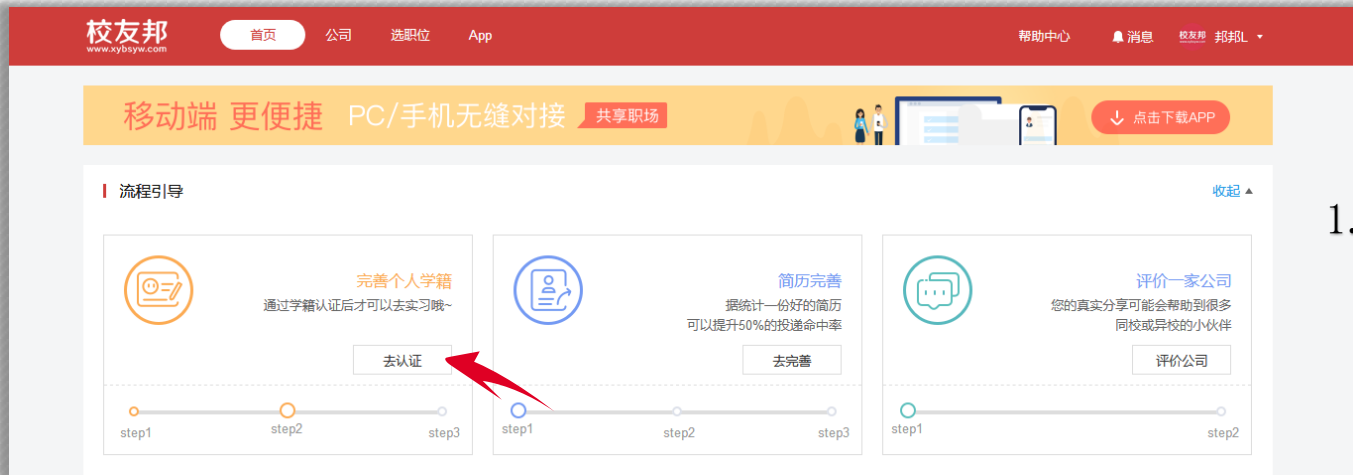 校友邦
www.xybsyw.com
首页 公司 选职位 App
帮助中心 消息 校友邦 邦邦L
移动端 更便捷 PC/手机无缝对接 共享职场
点击下载APP
流程引导
收起
1.
完善个人学籍
通过学籍认证后才可以去实习哦~
去认证
step1 step2 step3
简历完善
据统计一份好的简历
可以提升50%的投递命中率
去完善
step1 step2 step3
评价一家公司
您的真实分享可能会帮助到很多
同校或异校的小伙伴
评价公司
step1 step2